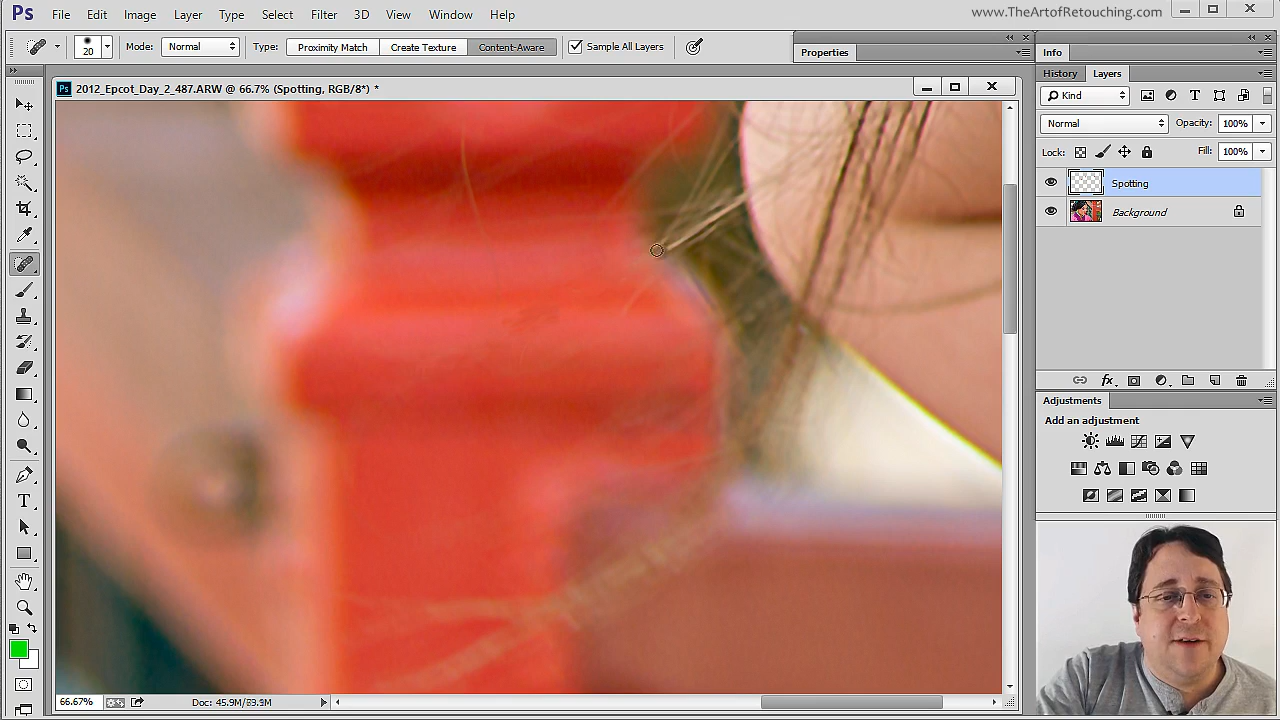 Ps File Edit Image Layer Type Select Filter 3D View Window Help www.TheArtofRetouching.com
20 Mode: Normal Type: Proximity Match Create Texture Content-Aware Sample All Layers
Properties
Info
2012_Epcot_Day_2_487.ARW @ 66.7% (Spotting, RGB/8*) *
History Layers
Kind
Normal Opacity: 100%
Lock: Fill: 100%
Spotting
Background
fx
Adjustments
Add an adjustment
T
66.67% Doc: 45.9M/83.9M